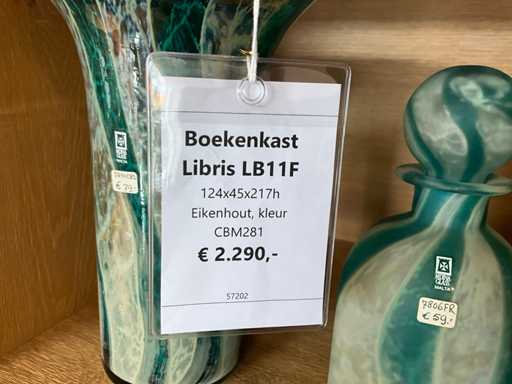 Boekenkast
Libris LB11F
124x45x217h
Eikenhout, kleur
CBM281
€ 2.290,-
57202
MALTA
7806FR
€ 59.-